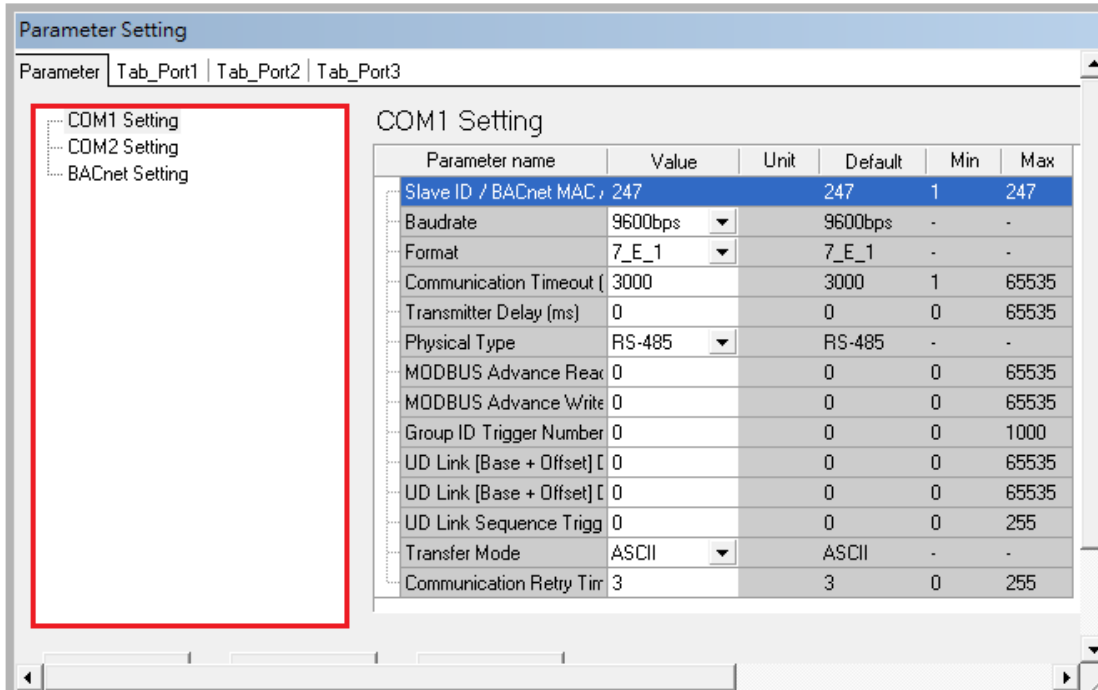 Parameter Setting
Parameter Tab_Port1 Tab_Port2 Tab_Port3
COM1 Setting
COM2 Setting
BACnet Setting
COM1 Setting
Parameter name Value Unit Default Min Max
Slave ID / BACnet MAC 247 247 1 247
Baudrate 9600bps 9600bps - -
Format 7_E_1 7_E_1 - -
Communication Timeout ( 3000 3000 1 65535
Transmitter Delay (ms) 0 0 0 65535
Physical Type RS-485 RS-485 - -
MODBUS Advance Read 0 0 0 65535
MODBUS Advance Write 0 0 0 65535
Group ID Trigger Number 0 0 0 1000
UD Link [Base + Offset] 0 0 0 65535
UD Link [Base + Offset] 0 0 0 65535
UD Link Sequence Trigg 0 0 0 255
Transfer Mode ASCII ASCII - -
Communication Retry Tim 3 3 0 255